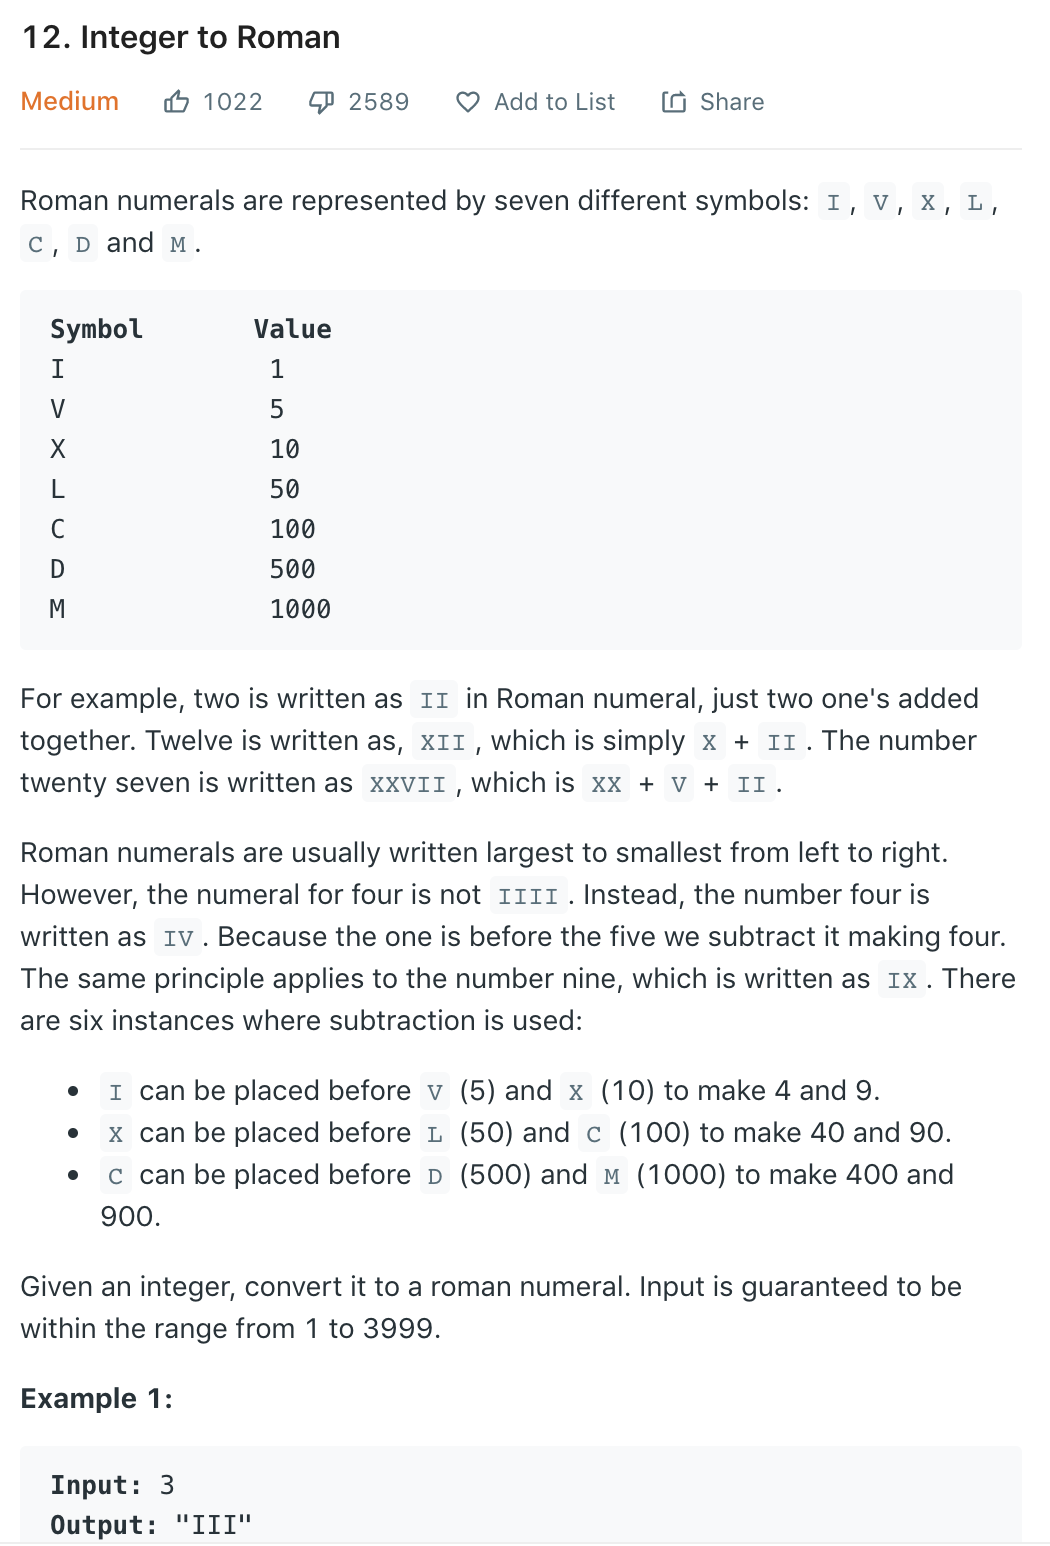 12. Integer to Roman
Medium 1022 2589 Add to List Share
Roman numerals are represented by seven different symbols: I, V, X, L,
C, D and M.
Symbol Value
I 1
V 5
X 10
L 50
C 100
D 500
M 1000
For example, two is written as II in Roman numeral, just two one's added
together. Twelve is written as, XII, which is simply X + II. The number
twenty seven is written as XXVII, which is XX + V + II.
Roman numerals are usually written largest to smallest from left to right.
However, the numeral for four is not IIII. Instead, the number four is
written as IV. Because the one is before the five we subtract it making four.
The same principle applies to the number nine, which is written as IX. There
are six instances where subtraction is used:
• I can be placed before V (5) and X (10) to make 4 and 9.
• X can be placed before L (50) and C (100) to make 40 and 90.
• C can be placed before D (500) and M (1000) to make 400 and
900.
Given an integer, convert it to a roman numeral. Input is guaranteed to be
within the range from 1 to 3999.
Example 1:
Input: 3
Output: "III"